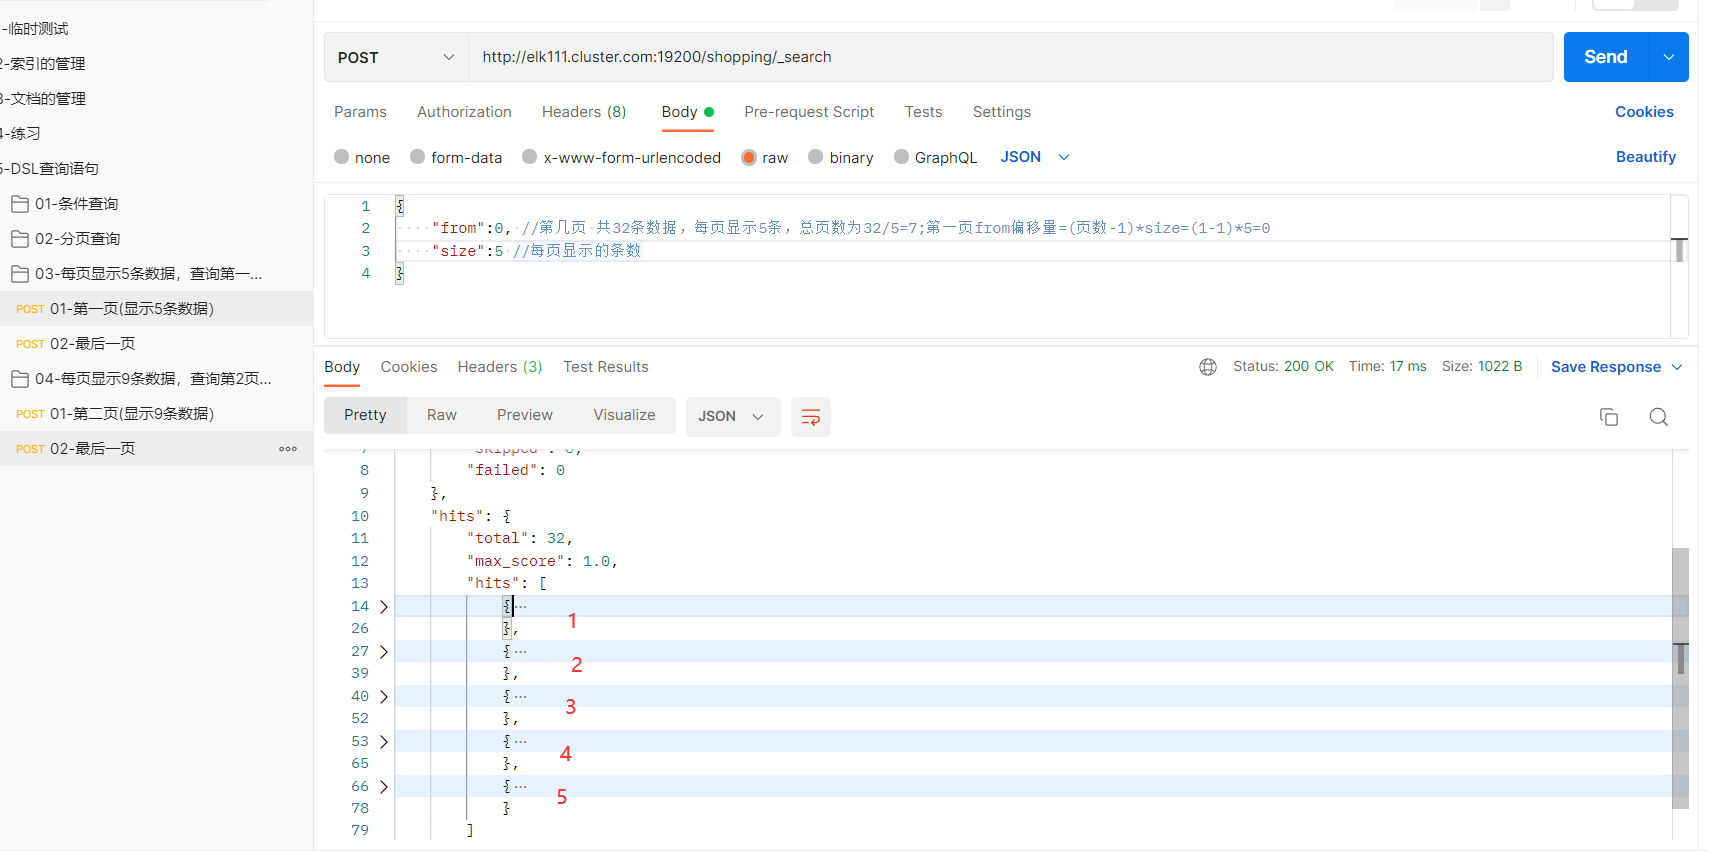 -临时测试
2-索引的管理
3-文档的管理
4-练习
5-DSL查询语句
01-条件查询
02-分页查询
03-每页显示5条数据，查询第一...
POST 01-第一页(显示5条数据)
POST 02-最后一页
04-每页显示9条数据，查询第2页...
POST 01-第二页(显示9条数据)
POST 02-最后一页
POST http://elk111.cluster.com:19200/shopping/_search Send
Params Authorization Headers (8) Body Pre-request Script Tests Settings Cookies
none form-data x-www-form-urlencoded raw binary GraphQL JSON Beautify
1 {
2 "from":0, //第几页 共32条数据，每页显示5条，总页数为32/5=7;第一页from偏移量=(页数-1)*size=(1-1)*5=0
3 "size":5 //每页显示的条数
4 }
Body Cookies Headers (3) Test Results Status: 200 OK Time: 17 ms Size: 1022 B Save Response
Pretty Raw Preview Visualize JSON
7 "skipped": 0,
8 "failed": 0
9 },
10 "hits": {
11 "total": 32,
12 "max_score": 1.0,
13 "hits": [
14 {···
1
26 },
27 {···
2
39 },
40 {···
3
52 },
53 {···
4
65 },
66 {···
5
78 }
79 ]